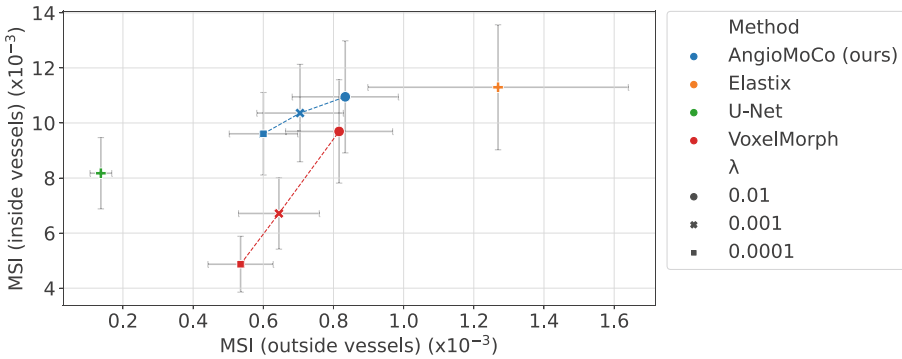 14
12
10
8
6
4
MSI (inside vessels) (x10⁻³)
0.2
0.4
0.6
0.8
1.0
1.2
1.4
1.6
MSI (outside vessels) (x10⁻³)
Method
AngioMoCo (ours)
Elastix
U-Net
VoxelMorph
λ
0.01
0.001
0.0001